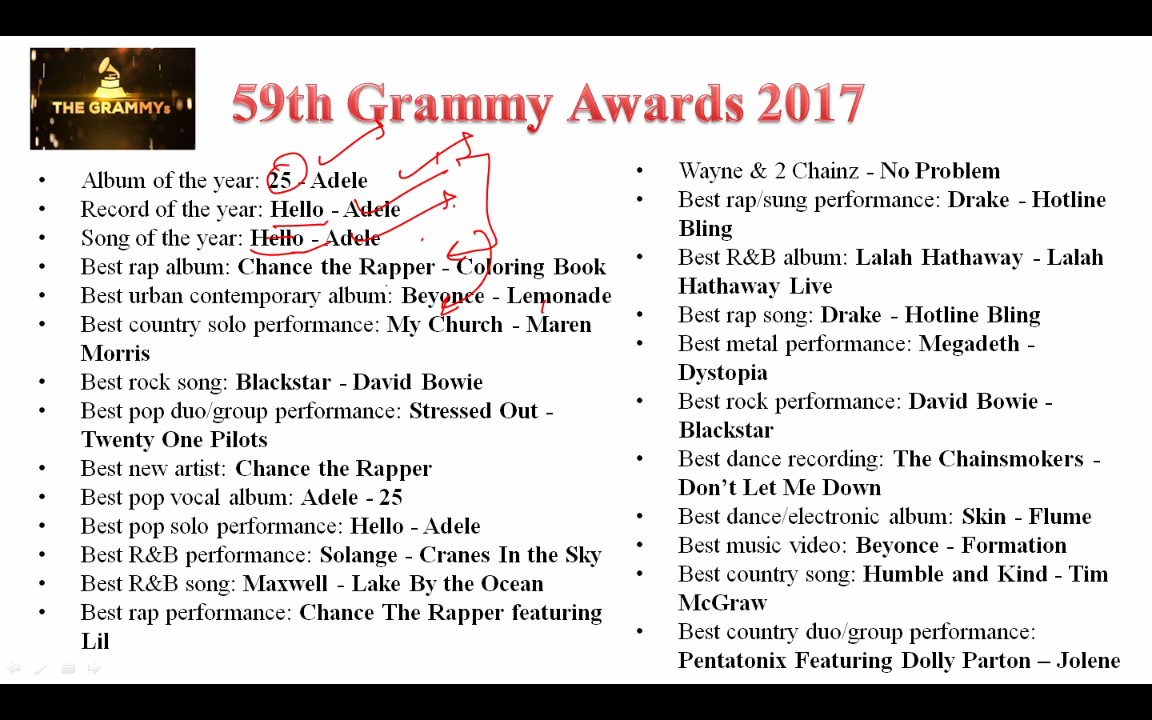 THE GRAMMYs
59th Grammy Awards 2017
• Album of the year: 25 - Adele
• Record of the year: Hello - Adele
• Song of the year: Hello - Adele
• Best rap album: Chance the Rapper - Coloring Book
• Best urban contemporary album: Beyonce - Lemonade
• Best country solo performance: My Church - Maren
Morris
• Best rock song: Blackstar - David Bowie
• Best pop duo/group performance: Stressed Out -
Twenty One Pilots
• Best new artist: Chance the Rapper
• Best pop vocal album: Adele - 25
• Best pop solo performance: Hello - Adele
• Best R&B performance: Solange - Cranes In the Sky
• Best R&B song: Maxwell - Lake By the Ocean
• Best rap performance: Chance The Rapper featuring
Lil
• Wayne & 2 Chainz - No Problem
• Best rap/sung performance: Drake - Hotline
Bling
• Best R&B album: Lalah Hathaway - Lalah
Hathaway Live
• Best rap song: Drake - Hotline Bling
• Best metal performance: Megadeth -
Dystopia
• Best rock performance: David Bowie -
Blackstar
• Best dance recording: The Chainsmokers -
Don’t Let Me Down
• Best dance/electronic album: Skin - Flume
• Best music video: Beyonce - Formation
• Best country song: Humble and Kind - Tim
McGraw
• Best country duo/group performance:
Pentatonix Featuring Dolly Parton – Jolene